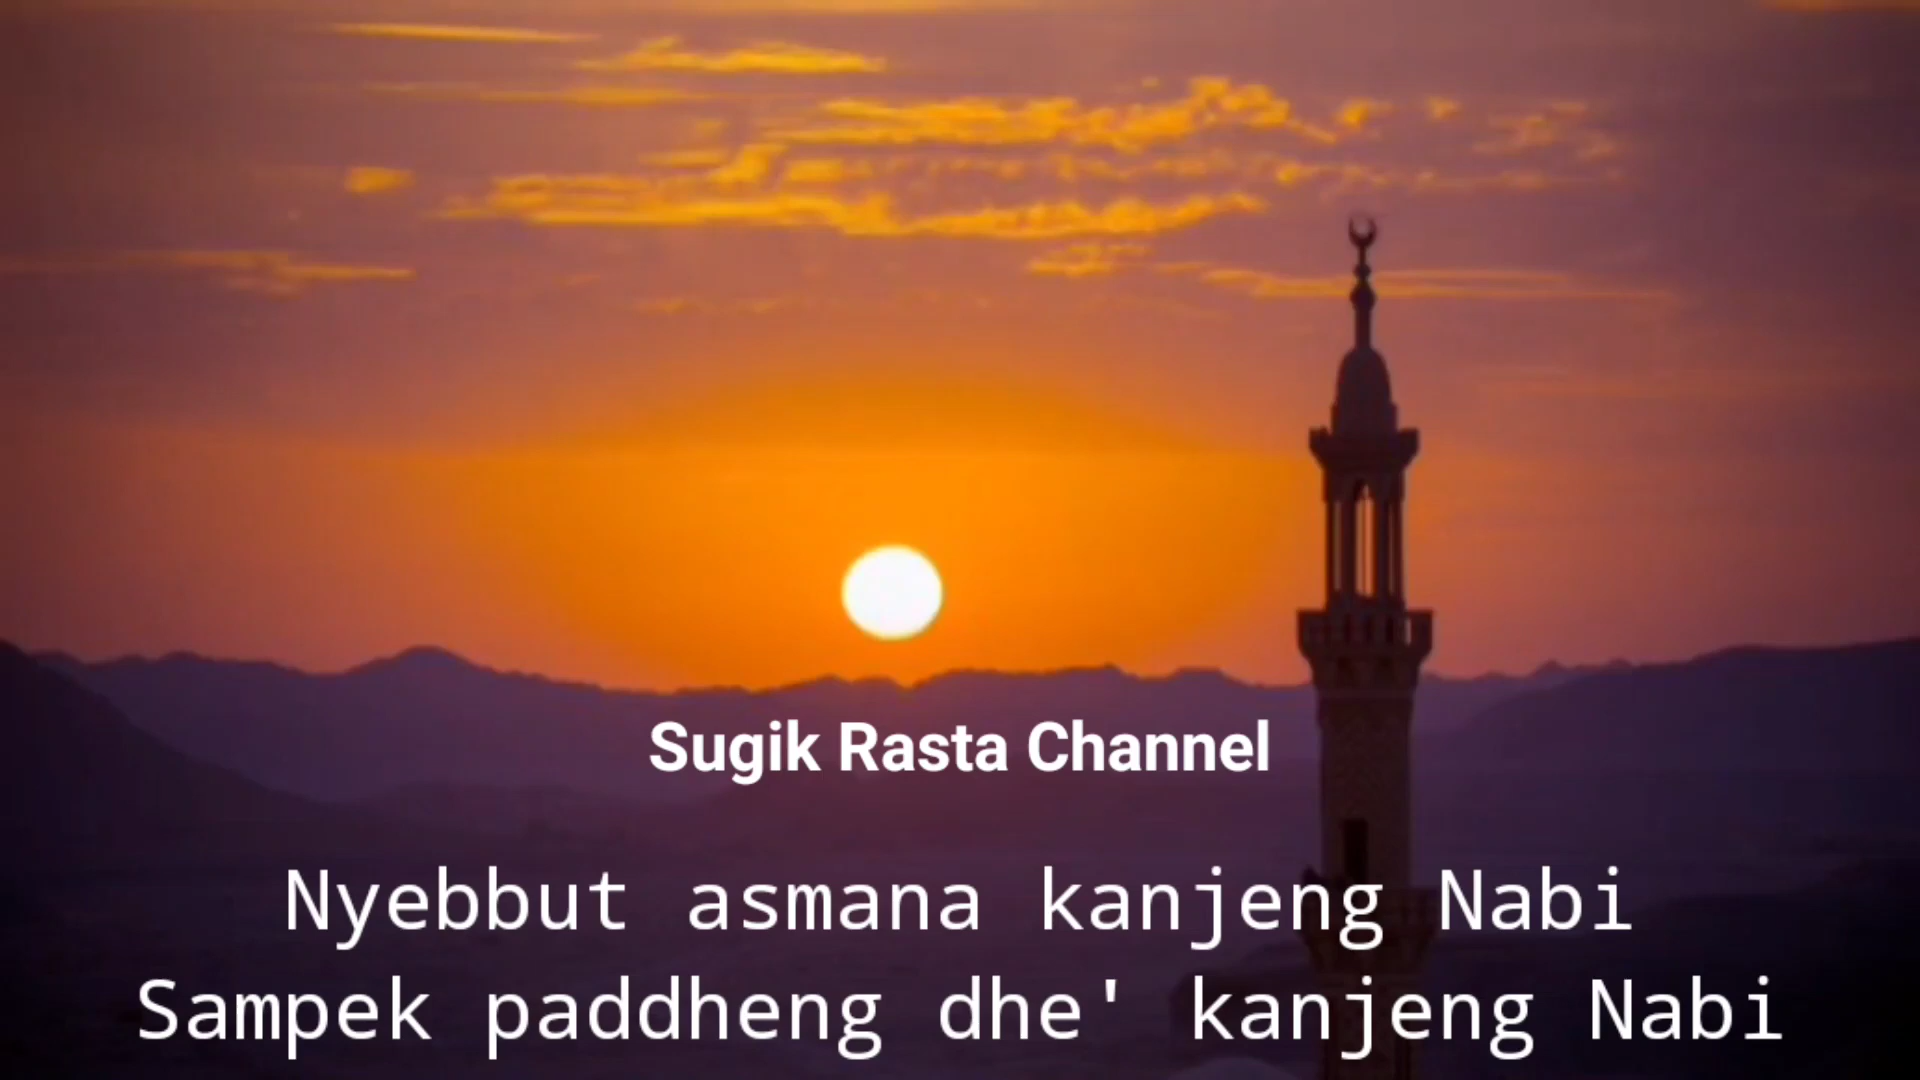 Sugik Rasta Channel
Nyebbut asmana kanjeng Nabi
Sampek paddheng dhe' kanjeng Nabi